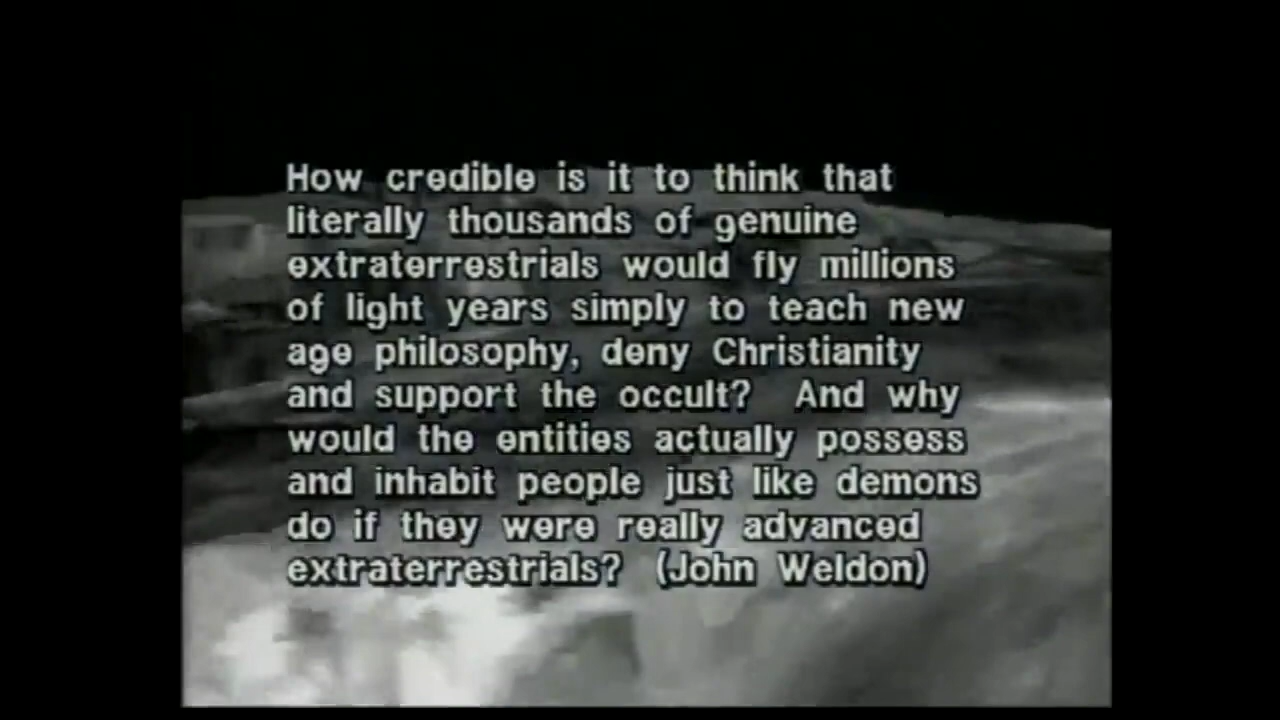 How credible is it to think that
literally thousands of genuine
extraterrestrials would fly millions
of light years simply to teach new
age philosophy, deny Christianity
and support the occult?  And why
would the entities actually possess
and inhabit people just like demons
do if they were really advanced
extraterrestrials?  (John Weldon)